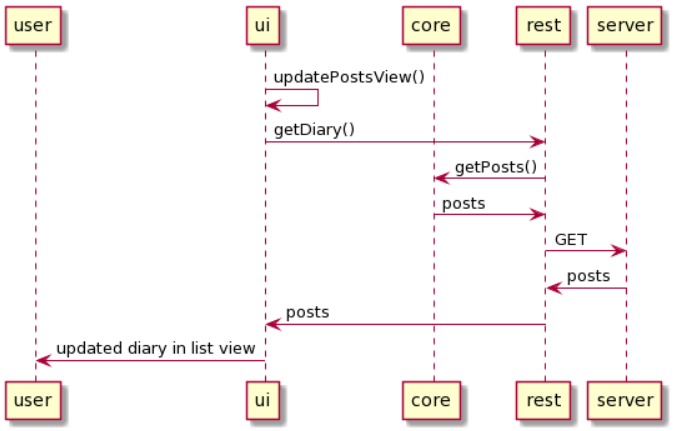 user ui core rest server
updatePostsView()
getDiary()
getPosts()
posts
GET
posts
posts
updated diary in list view
user ui core rest server